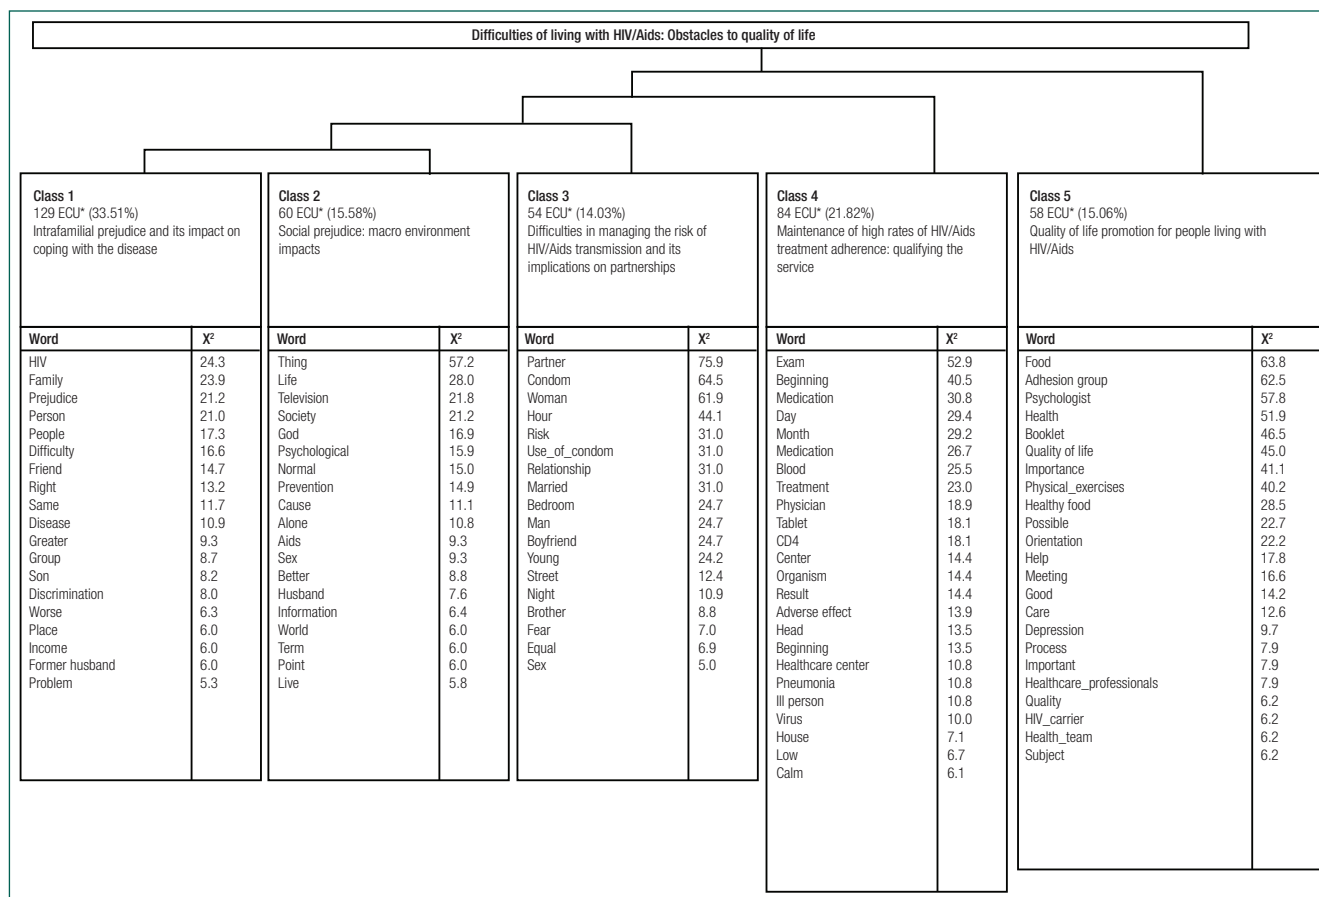 Difficulties of living with HIV/Aids: Obstacles to quality of life
Class 1
129 ECU* (33.51%)
Intrafamilial prejudice and its impact on
coping with the disease
Word X²
HIV 24.3
Family 23.9
Prejudice 21.2
Person 21.0
People 17.3
Difficulty 16.6
Friend 14.7
Right 13.2
Same 11.7
Disease 10.9
Greater 9.3
Group 8.7
Son 8.2
Discrimination 8.0
Worse 6.3
Place 6.0
Income 6.0
Former husband 6.0
Problem 5.3
Class 2
60 ECU* (15.58%)
Social prejudice: macro environment
impacts
Word X²
Thing 57.2
Life 28.0
Television 21.8
Society 21.2
God 16.9
Psychological 15.9
Normal 15.0
Prevention 14.9
Cause 11.1
Alone 10.8
Aids 9.3
Sex 9.3
Better 8.8
Husband 7.6
Information 6.4
World 6.0
Term 6.0
Point 6.0
Live 5.8
Class 3
54 ECU* (14.03%)
Difficulties in managing the risk of
HIV/Aids transmission and its
implications on partnerships
Word X²
Partner 75.9
Condom 64.5
Woman 61.9
Hour 44.1
Risk 31.0
Use_of_condom 31.0
Relationship 31.0
Married 31.0
Bedroom 24.7
Man 24.7
Boyfriend 24.7
Young 24.2
Street 12.4
Night 10.9
Brother 8.8
Fear 7.0
Equal 6.9
Sex 5.0
Class 4
84 ECU* (21.82%)
Maintenance of high rates of HIV/Aids
treatment adherence: qualifying the
service
Word X²
Exam 52.9
Beginning 40.5
Medication 30.8
Day 29.4
Month 29.2
Medication 26.7
Blood 25.5
Treatment 23.0
Physician 18.9
Tablet 18.1
CD4 18.1
Center 14.4
Organism 14.4
Result 14.4
Adverse effect 13.9
Head 13.5
Beginning 13.5
Healthcare center 10.8
Pneumonia 10.8
Ill person 10.8
Virus 10.0
House 7.1
Low 6.7
Calm 6.1
Class 5
58 ECU* (15.06%)
Quality of life promotion for people living with
HIV/Aids
Word X²
Food 63.8
Adhesion group 62.5
Psychologist 57.8
Health 51.9
Booklet 46.5
Quality of life 45.0
Importance 41.1
Physical_exercises 40.2
Healthy food 28.5
Possible 22.7
Orientation 22.2
Help 17.8
Meeting 16.6
Good 14.2
Care 12.6
Depression 9.7
Process 7.9
Important 7.9
Healthcare_professionals 7.9
Quality 6.2
HIV_carrier 6.2
Health_team 6.2
Subject 6.2